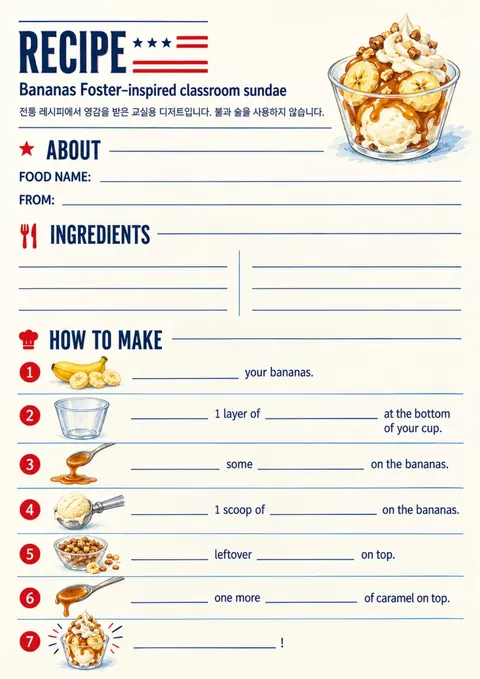 RECIPE
Bananas Foster-inspired classroom sundae
전통 레시피에서 영감을 받은 교실용 디저트입니다. 불과 술을 사용하지 않습니다.
ABOUT
FOOD NAME:
FROM:
INGREDIENTS
HOW TO MAKE
1 your bananas.
2 1 layer of at the bottom
of your cup.
3 some on the bananas.
4 1 scoop of on the bananas.
5 leftover on top.
6 one more of caramel on top.
7 !